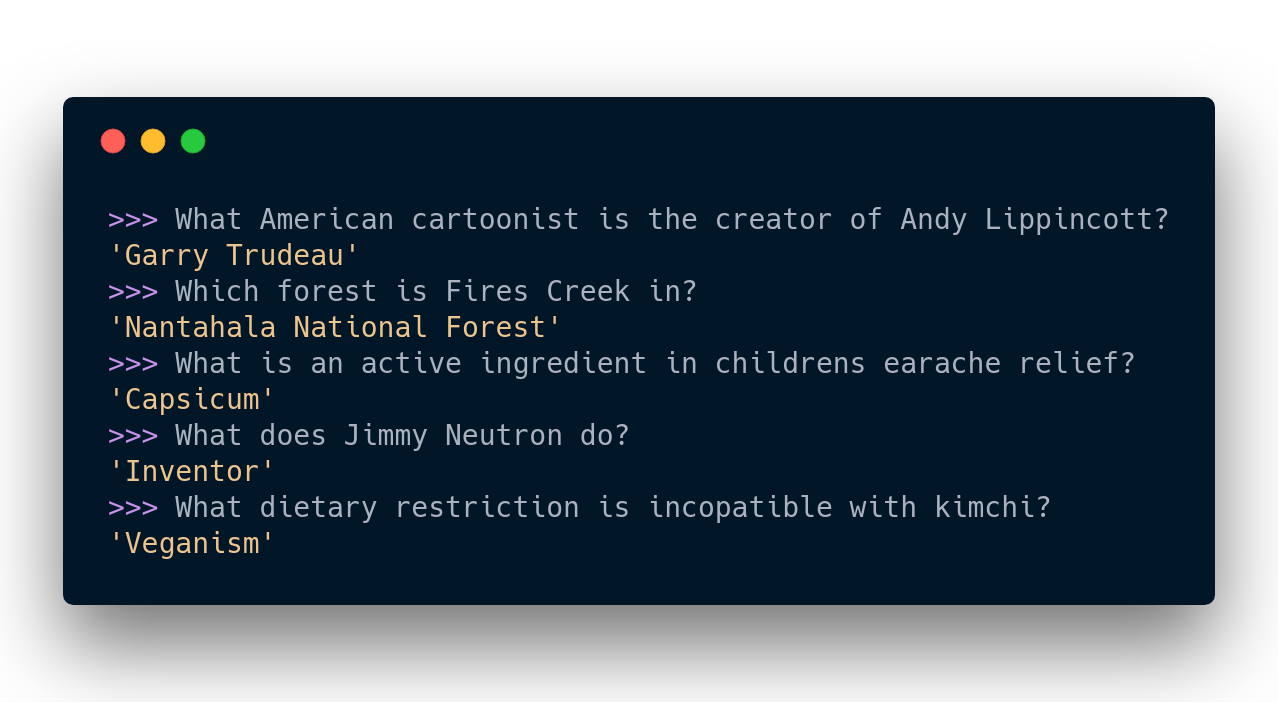 >>> What American cartoonist is the creator of Andy Lippincott?
'Garry Trudeau'
>>> Which forest is Fires Creek in?
'Nantahala National Forest'
>>> What is an active ingredient in childrens earache relief?
'Capsicum'
>>> What does Jimmy Neutron do?
'Inventor'
>>> What dietary restriction is incopatible with kimchi?
'Veganism'